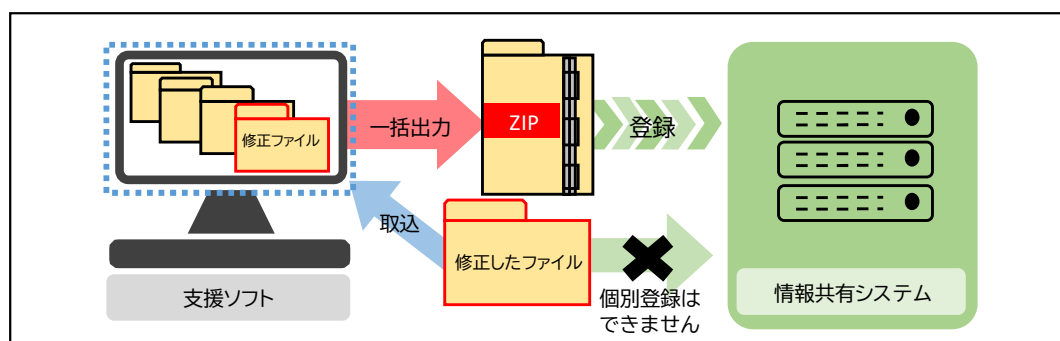 修正ファイル
一括出力
ZIP
登録
取込
修正したファイル
個別登録は
できません
支援ソフト
情報共有システム